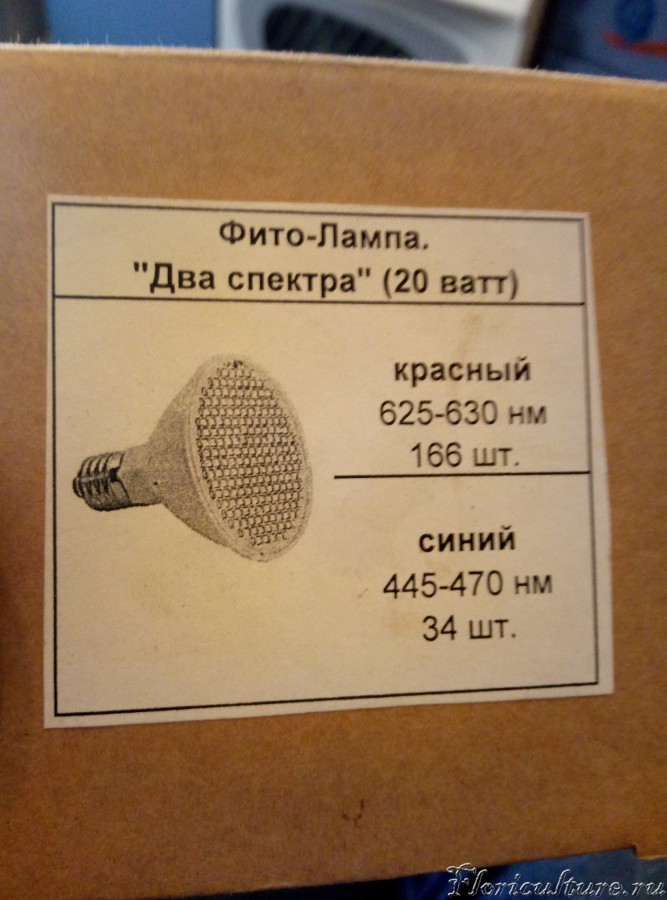 Фито-Лампа.
"Два спектра" (20 ватт)
красный
625-630 нм
166 шт.
синий
445-470 нм
34 шт.
Floriculture.ru